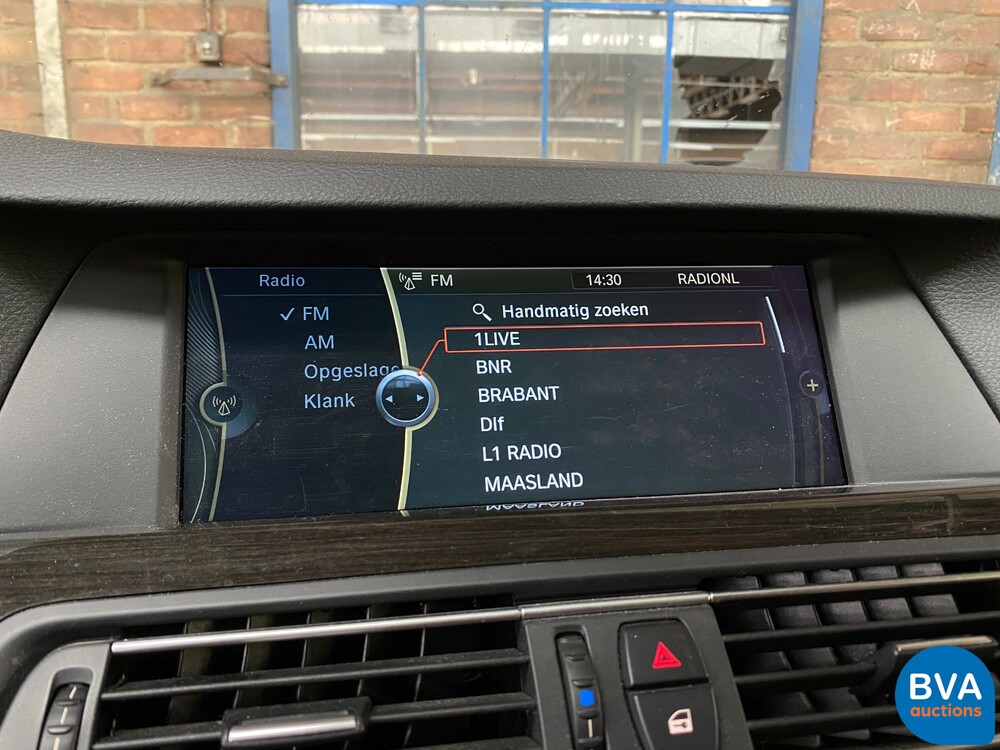 Radio
FM
AM
Opgeslage
Klank
FM 14:30 RADIONL
Handmatig zoeken
1LIVE
BNR
BRABANT
Dlf
L1 RADIO
MAASLAND
BVA
auctions